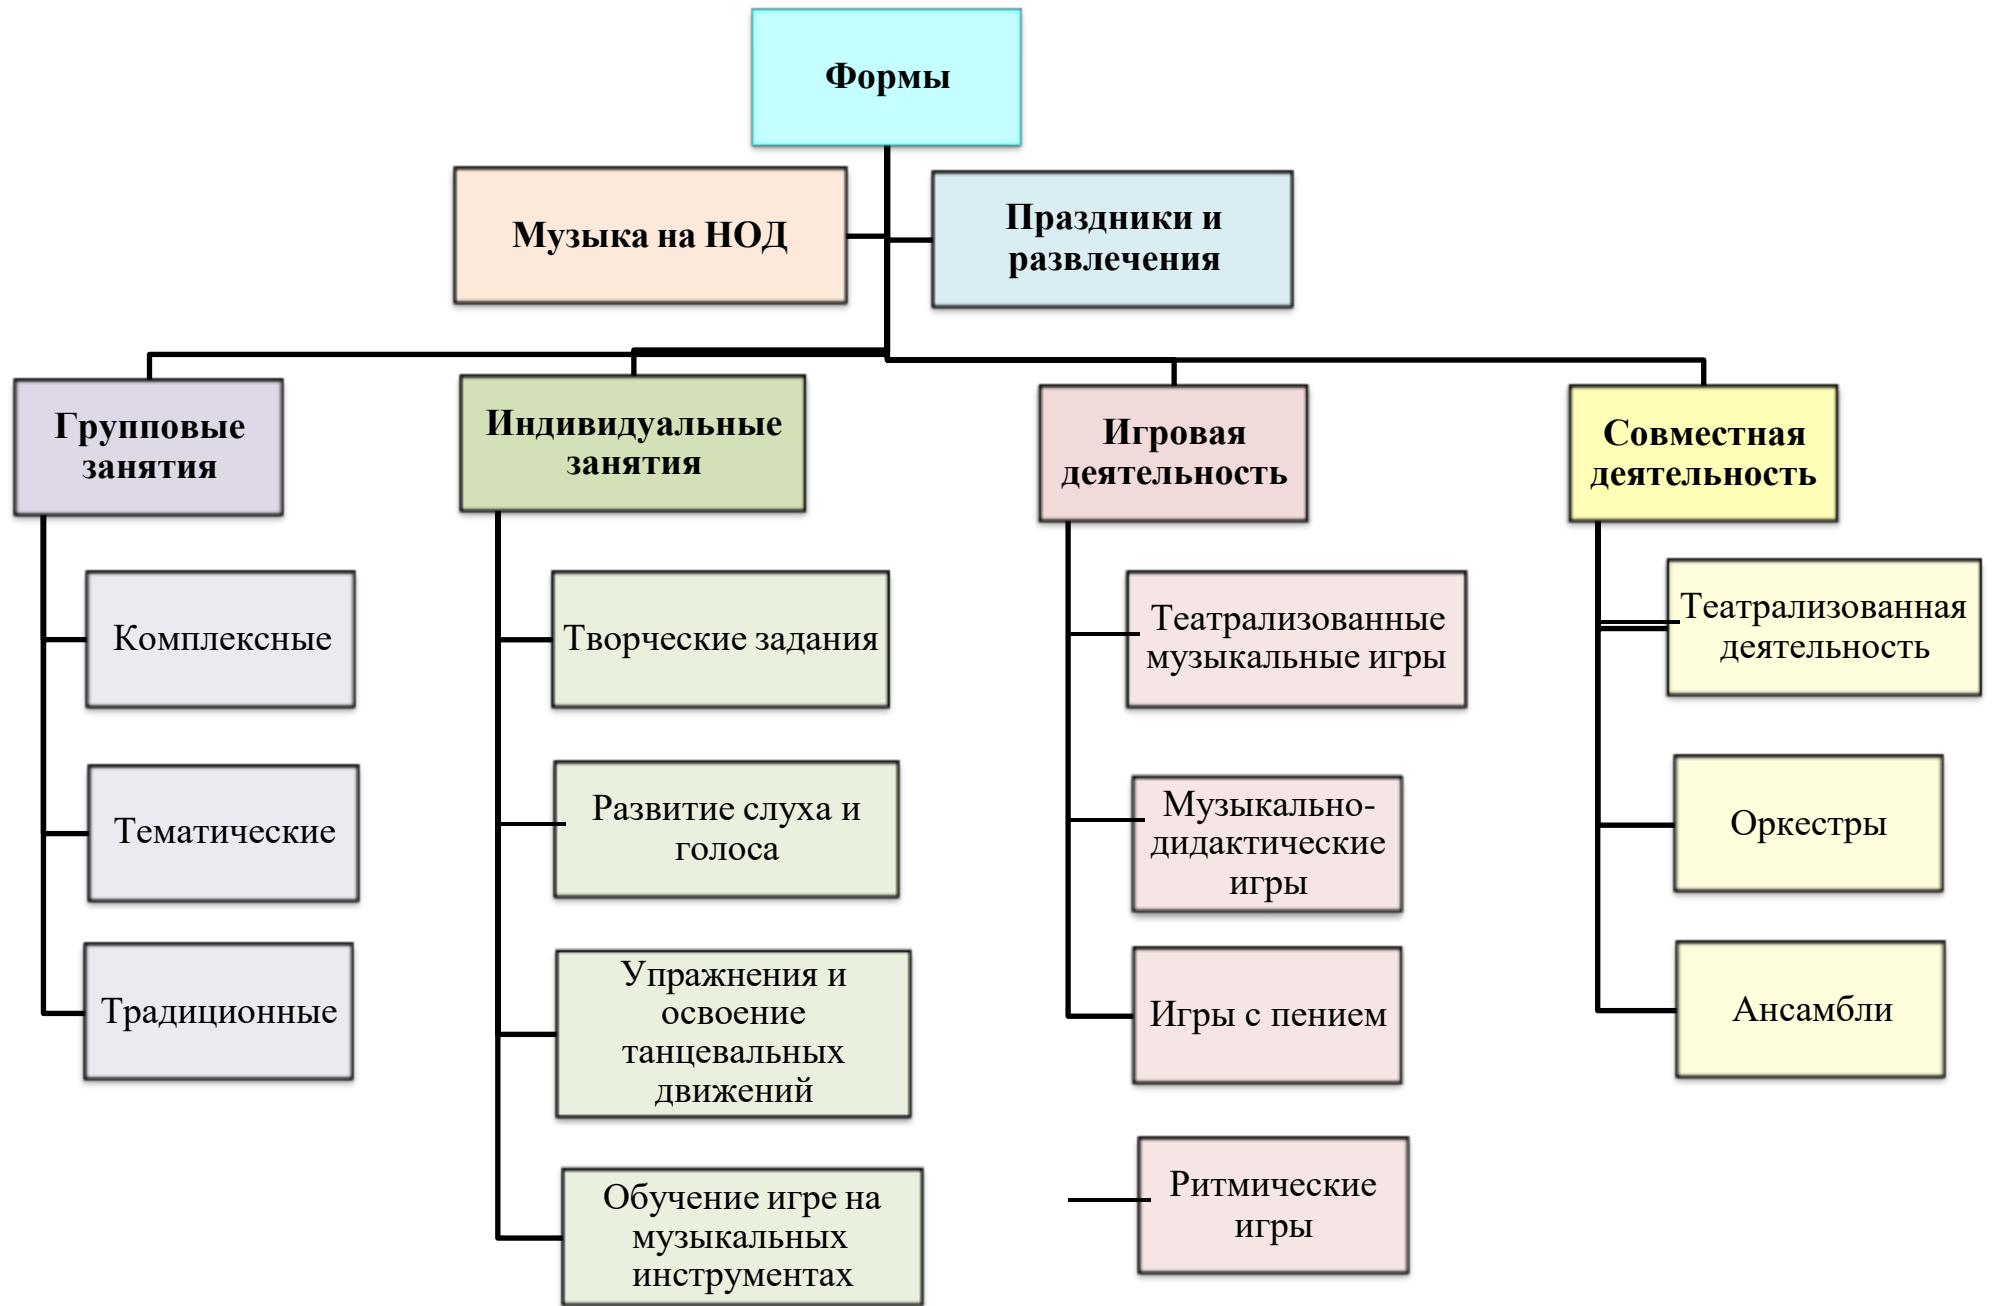 Формы
Музыка на НОД
Праздники и
развлечения
Групповые
занятия
Комплексные
Тематические
Традиционные
Индивидуальные
занятия
Творческие задания
Развитие слуха и
голоса
Упражнения и
освоение
танцевальных
движений
Обучение игре на
музыкальных
инструментах
Игровая
деятельность
Театрализованные
музыкальные игры
Музыкально-
дидактические
игры
Игры с пением
Ритмические
игры
Совместная
деятельность
Театрализованная
деятельность
Оркестры
Ансамбли